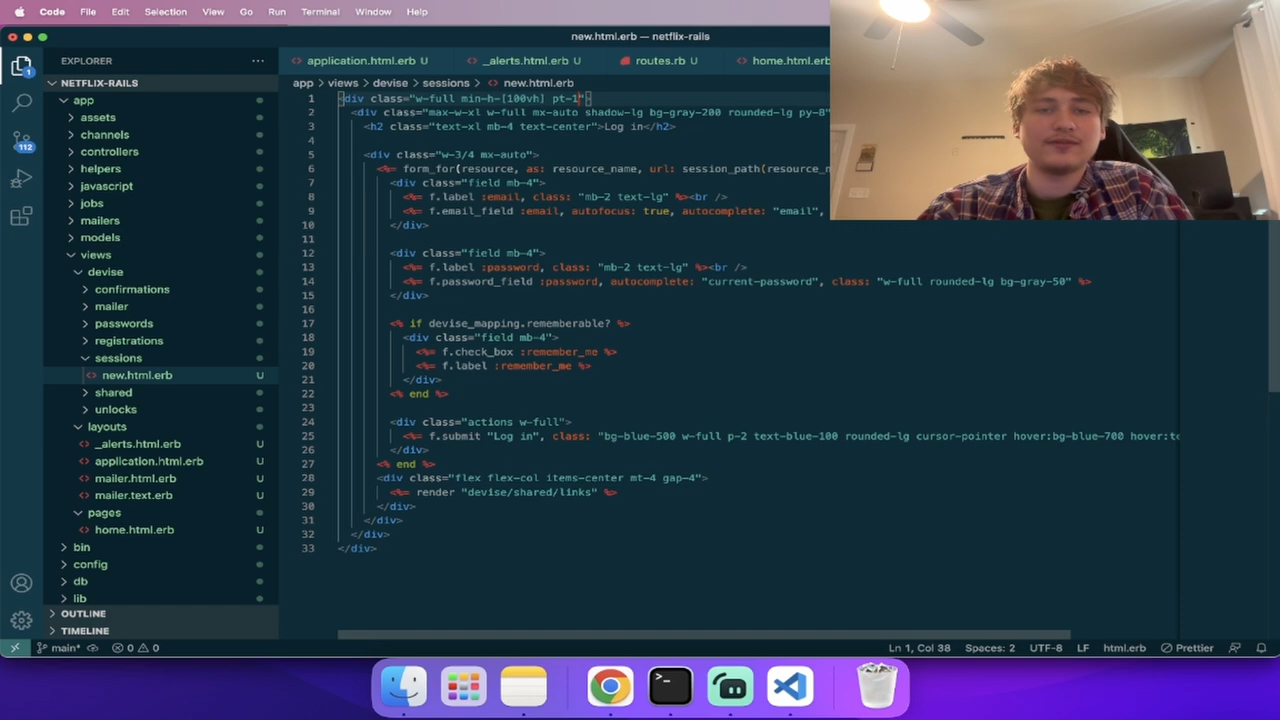 Code File Edit Selection View Go Run Terminal Window Help
new.html.erb — netflix-rails
EXPLORER
application.html.erb U
_alerts.html.erb U
routes.rb U
home.html.erb
NETFLIX-RAILS
app > views > devise > sessions > new.html.erb
app
assets
channels
controllers
helpers
javascript
jobs
mailers
models
views
devise
confirmations
mailer
passwords
registrations
sessions
new.html.erb U
shared
unlocks
layouts
_alerts.html.erb U
application.html.erb U
mailer.html.erb U
mailer.text.erb U
pages
home.html.erb U
bin
config
db
lib
OUTLINE
TIMELINE
1
112
1 <div class="w-full min-h-[100vh] pt-1">
2 <div class="max-w-xl w-full mx-auto shadow-lg bg-gray-200 rounded-lg py-8"
3 <h2 class="text-xl mb-4 text-center">Log in</h2>
4
5 <div class="w-3/4 mx-auto">
6 <%= form_for(resource, as: resource_name, url: session_path(resource_n
7 <div class="field mb-4">
8 <%= f.label :email, class: "mb-2 text-lg" %><br />
9 <%= f.email_field :email, autofocus: true, autocomplete: "email",
10 </div>
11
12 <div class="field mb-4">
13 <%= f.label :password, class: "mb-2 text-lg" %><br />
14 <%= f.password_field :password, autocomplete: "current-password", class: "w-full rounded-lg bg-gray-50" %>
15 </div>
16
17 <% if devise_mapping.rememberable? %>
18 <div class="field mb-4">
19 <%= f.check_box :remember_me %>
20 <%= f.label :remember_me %>
21 </div>
22 <% end %>
23
24 <div class="actions w-full">
25 <%= f.submit "Log in", class: "bg-blue-500 w-full p-2 text-blue-100 rounded-lg cursor-pointer hover:bg-blue-700 hover:te
26 </div>
27 <% end %>
28 <div class="flex flex-col items-center mt-4 gap-4">
29 <%= render "devise/shared/links" %>
30 </div>
31 </div>
32 </div>
33 </div>
main* 0 0 Ln 1, Col 38 Spaces: 2 UTF-8 LF html.erb Prettier